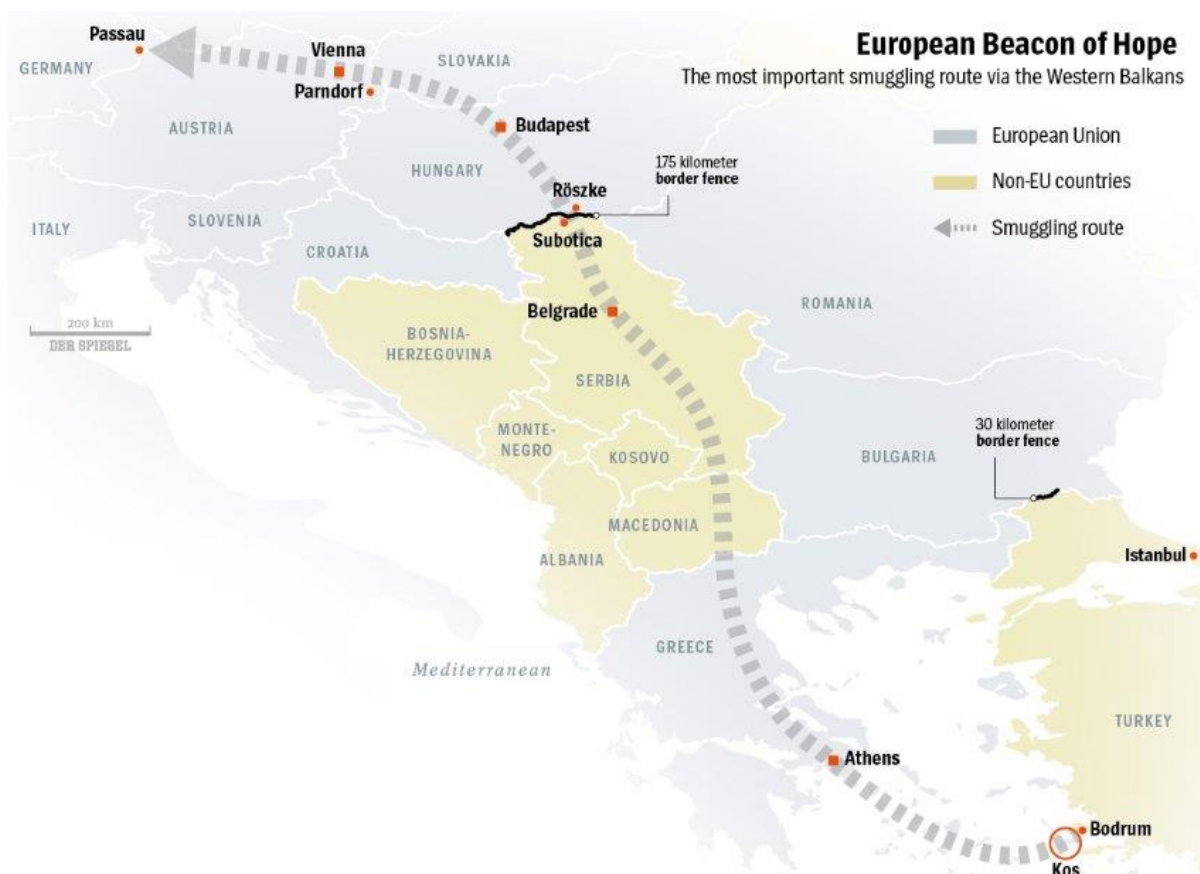 European Beacon of Hope
The most important smuggling route via the Western Balkans
European Union
Non-EU countries
Smuggling route
Passau
GERMANY
Vienna
SLOVAKIA
Parndorf
AUSTRIA
Budapest
HUNGARY
175 kilometer
border fence
Röszke
ITALY
SLOVENIA
Subotica
CROATIA
ROMANIA
Belgrade
200 km
DER SPIEGEL
BOSNIA-
HERZEGOVINA
SERBIA
30 kilometer
border fence
MONTE-
NEGRO
KOSOVO
BULGARIA
MACEDONIA
Istanbul
ALBANIA
GREECE
Mediterranean
TURKEY
Athens
Bodrum
Kos